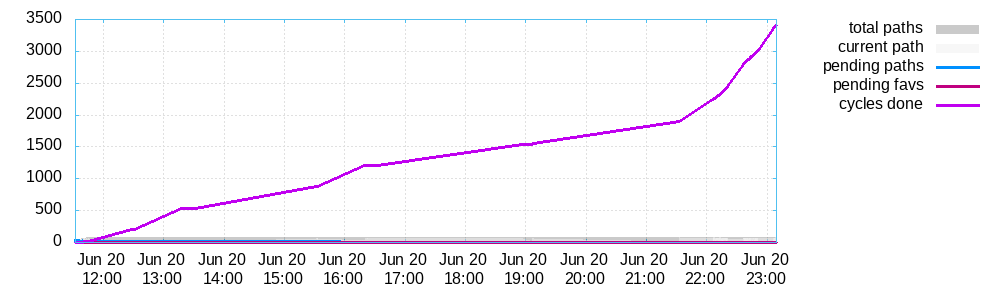 3500
3000
2500
2000
1500
1000
500
0
Jun 20 Jun 20 Jun 20 Jun 20 Jun 20 Jun 20 Jun 20 Jun 20 Jun 20 Jun 20 Jun 20 Jun 20
12:00 13:00 14:00 15:00 16:00 17:00 18:00 19:00 20:00 21:00 22:00 23:00
total paths
current path
pending paths
pending favs
cycles done